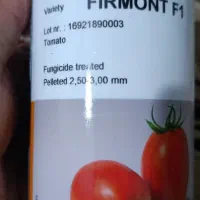 Variety FIRMONT F1
Lot nr. : 16921890003
Tomato
Fungicide treated
Pelleted 2,50-3,00 mm